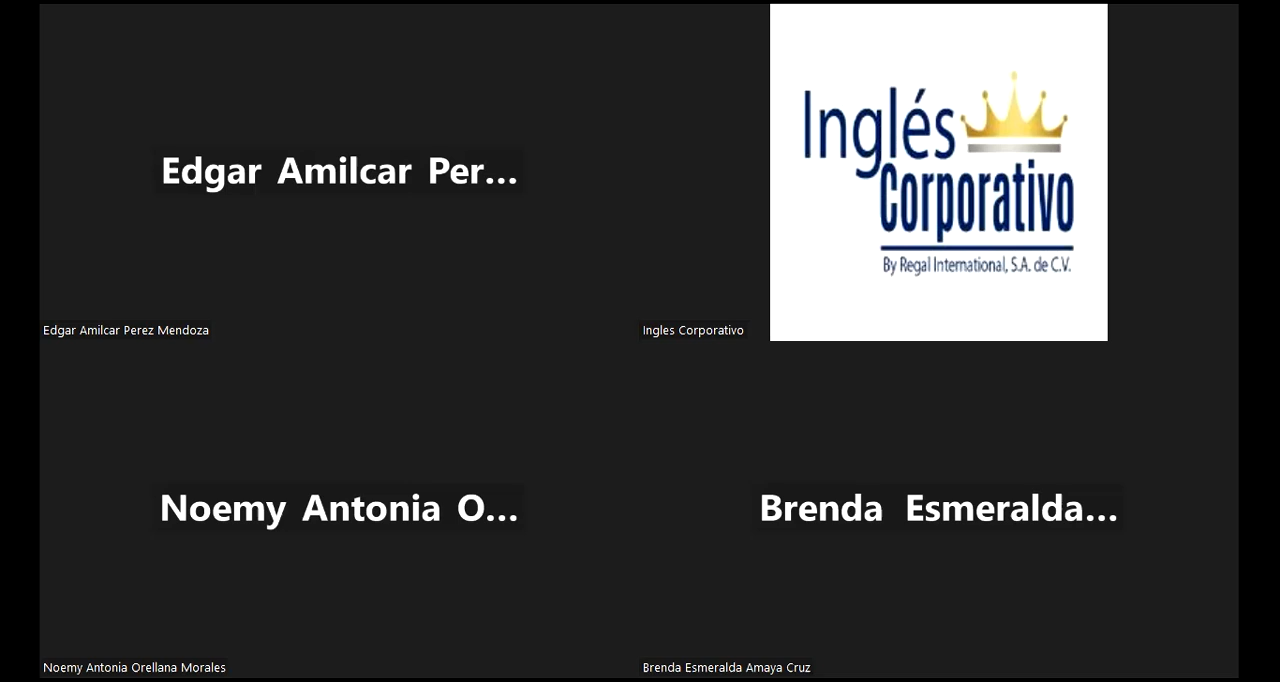 Edgar Amilcar Per...
Edgar Amilcar Perez Mendoza
Inglés
Corporativo
By Regal International, S.A. de C.V.
Ingles Corporativo
Noemy Antonia O...
Noemy Antonia Orellana Morales
Brenda Esmeralda...
Brenda Esmeralda Amaya Cruz